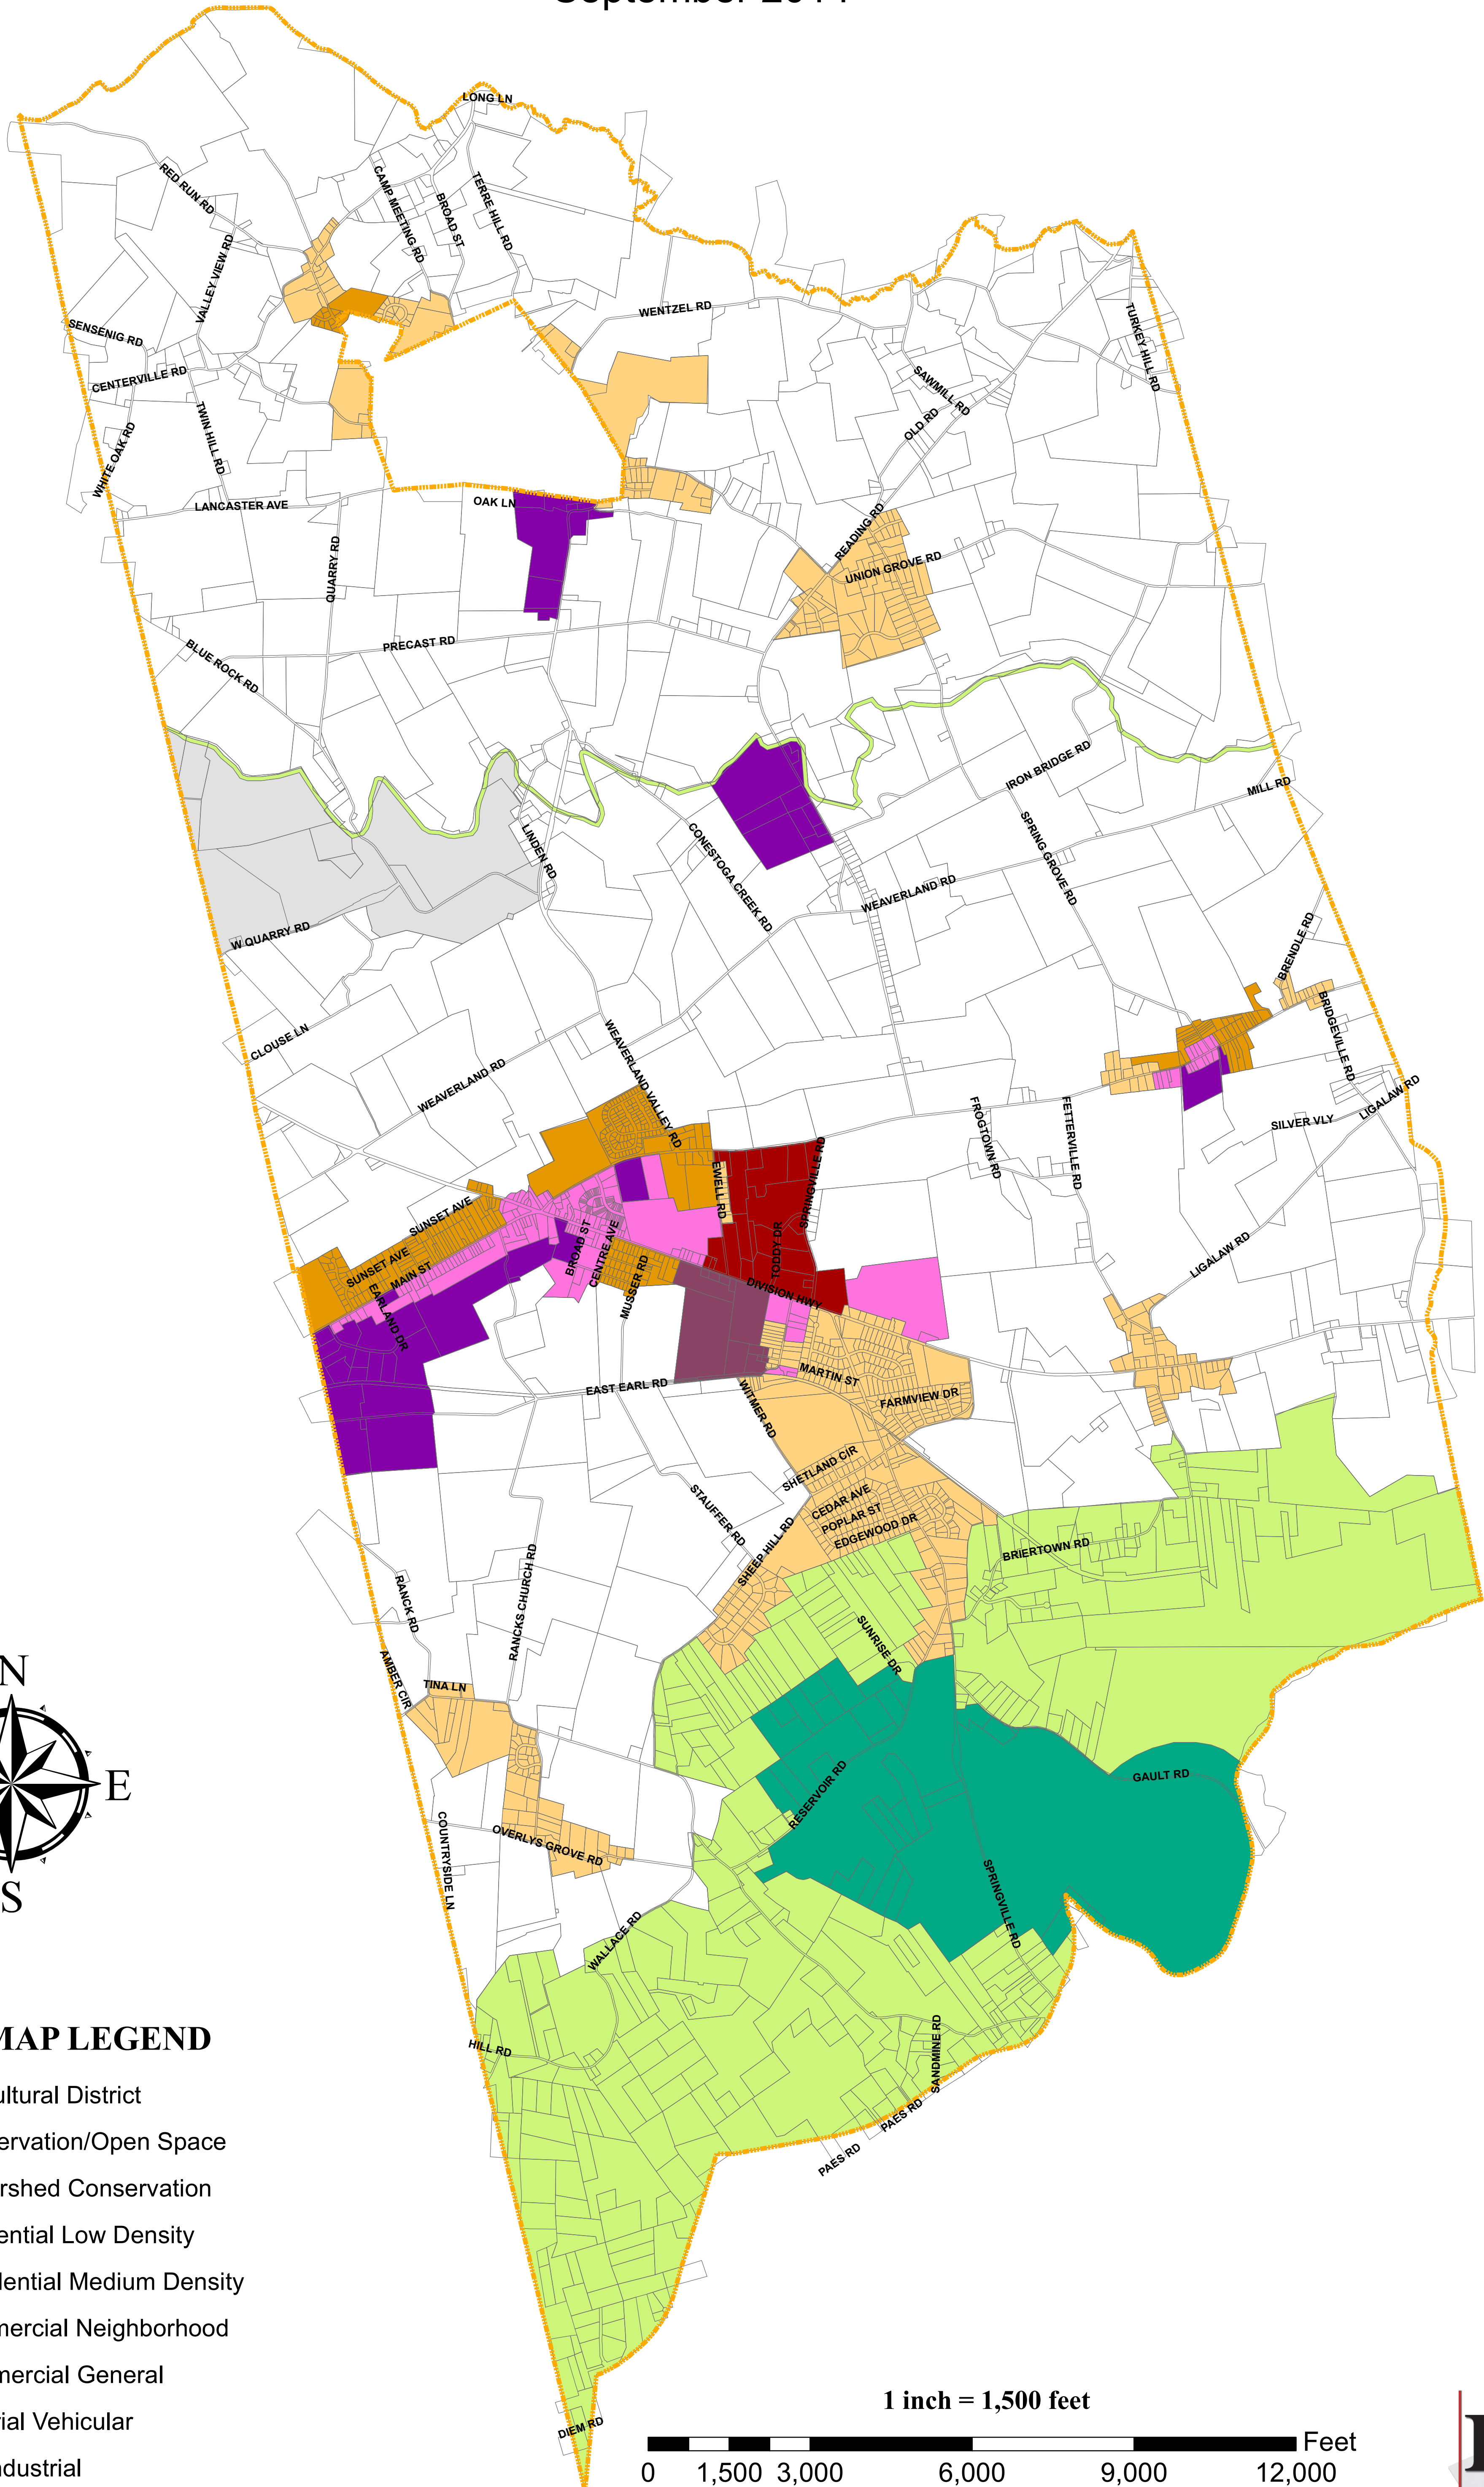 LONG LN
RED RUN RD
CAMP MEETING RD
BROAD ST
TERRE HILL RD
VALLEY VIEW RD
WENTZEL RD
TURKEY HILL RD
SENSENIG RD
CENTERVILLE RD
SAWMILL RD
OLD RD
TWIN HILL RD
WHITE OAK RD
LANCASTER AVE
OAK LN
READING RD
QUARRY RD
UNION GROVE RD
PRECAST RD
BLUE ROCK RD
IRON BRIDGE RD
MILL RD
LINDEN RD
CONESTOGA CREEK RD
SPRING GROVE RD
WEAVERLAND RD
W QUARRY RD
BRENDLE RD
BRIDGEVILLE RD
CLOUSE LN
WEAVERLAND RD
WEAVERLAND VALLEY RD
FROGTOWN RD
FETTERVILLE RD
SILVER VLY
LIGALAW RD
EWELL RD
SPRINGVILLE RD
SUNSET AVE
SUNSET AVE
MAIN ST
EARLAND DR
BROAD ST
CENTRE AVE
MUSSER RD
TODDY DR
DIVISION HWY
LIGALAW RD
EAST EARL RD
MARTIN ST
FARMVIEW DR
WITMER RD
SHETLAND CIR
CEDAR AVE
POPLAR ST
EDGEWOOD DR
STAUFFER RD
SHEEP HILL RD
BRIERTOWN RD
RANCK RD
RANCKS CHURCH RD
SUNRISE DR
AMBER CIR
TINA LN
N
E
S
GAULT RD
RESERVOIR RD
COUNTRYSIDE LN
OVERLYS GROVE RD
SPRINGVILLE RD
WALLACE RD
HILL RD
SANDMINE RD
PAES RD
PAES RD
DIEM RD
MAP LEGEND
ultural District
ervation/Open Space
rshed Conservation
ential Low Density
dential Medium Density
mercial Neighborhood
mercial General
rial Vehicular
ndustrial
1 inch = 1,500 feet
Feet
0 1,500 3,000 6,000 9,000 12,000